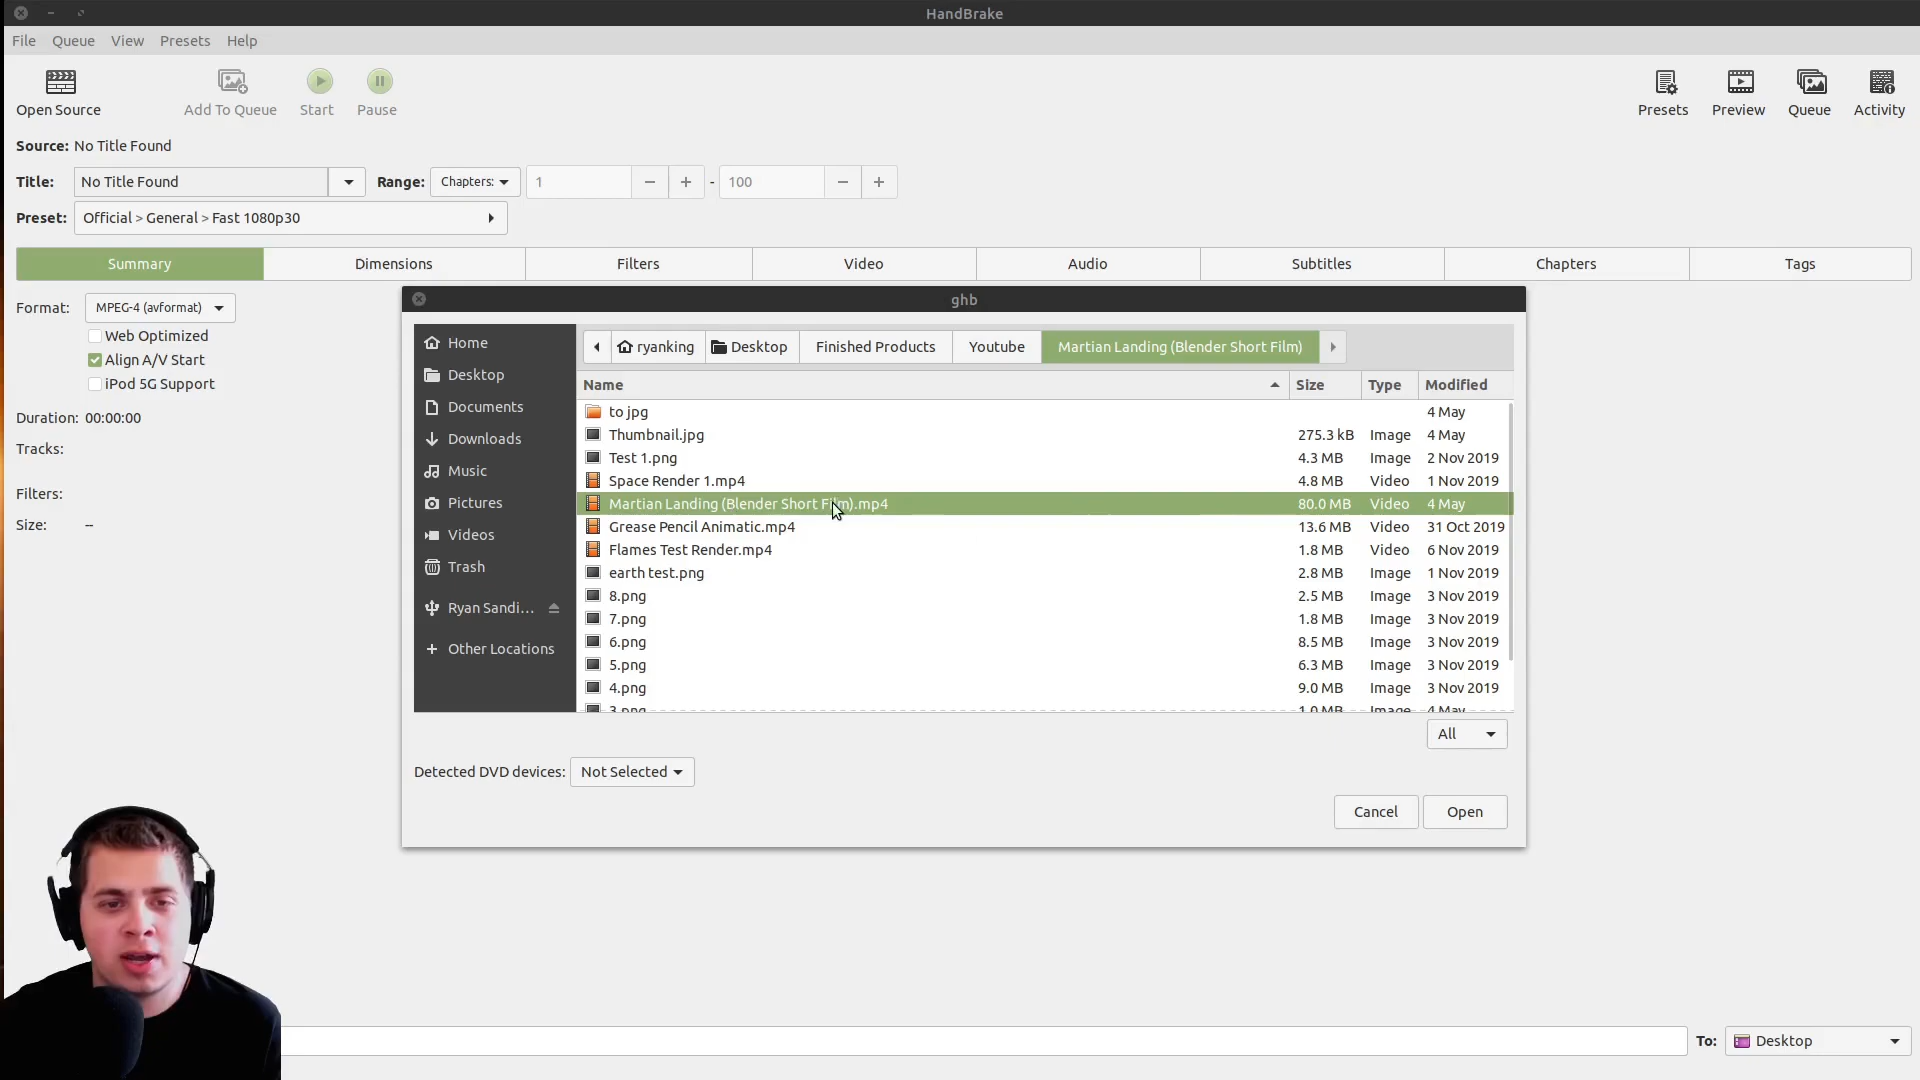 HandBrake
File Queue View Presets Help
Open Source Add To Queue Start Pause Presets Preview Queue Activity
Source: No Title Found
Title: No Title Found Range: Chapters: 1 - 100
Preset: Official > General > Fast 1080p30
Summary Dimensions Filters Video Audio Subtitles Chapters Tags
Format: MPEG-4 (avformat)
Web Optimized
Align A/V Start
iPod 5G Support
Duration: 00:00:00
Tracks:
Filters:
Size: --
ghb
Home
Desktop
Documents
Downloads
Music
Pictures
Videos
Trash
Ryan Sandi...
Other Locations
ryanking Desktop Finished Products Youtube Martian Landing (Blender Short Film)
Name Size Type Modified
to jpg 4 May
Thumbnail.jpg 275.3 kB Image 4 May
Test 1.png 4.3 MB Image 2 Nov 2019
Space Render 1.mp4 4.8 MB Video 1 Nov 2019
Martian Landing (Blender Short Film).mp4 80.0 MB Video 4 May
Grease Pencil Animatic.mp4 13.6 MB Video 31 Oct 2019
Flames Test Render.mp4 1.8 MB Video 6 Nov 2019
earth test.png 2.8 MB Image 1 Nov 2019
8.png 2.5 MB Image 3 Nov 2019
7.png 1.8 MB Image 3 Nov 2019
6.png 8.5 MB Image 3 Nov 2019
5.png 6.3 MB Image 3 Nov 2019
4.png 9.0 MB Image 3 Nov 2019
3.png 1.0 MB Image 4 May
All
Detected DVD devices: Not Selected
Cancel Open
To: Desktop